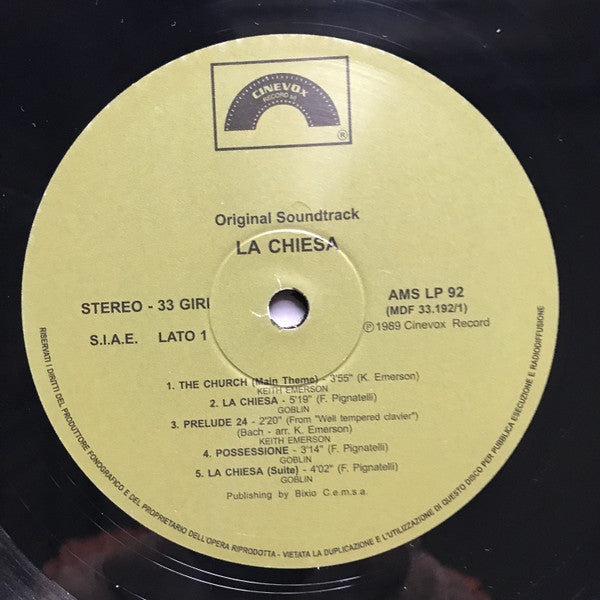 CINEVOX
RECORD srl
®
Original Soundtrack
LA CHIESA
STEREO - 33 GIRI
S.I.A.E. LATO 1
AMS LP 92
(MDF 33.192/1)
℗1989 Cinevox Record
1. THE CHURCH (Main Theme) - 3'55" (K. Emerson)
KEITH EMERSON
2. LA CHIESA - 5'19" (F. Pignatelli)
GOBLIN
3. PRELUDE 24 - 2'20" (From "Well tempered clavier")
(Bach - arr. K. Emerson)
KEITH EMERSON
4. POSSESSIONE - 3'14" (F. Pignatelli)
GOBLIN
5. LA CHIESA (Suite) - 4'02" (F. Pignatelli)
GOBLIN
Publishing by Bixio C.e.m.s.a.
RISERVATI I DIRITTI DEL PRODUTTORE FONOGRAFICO E DEL PROPRIETARIO DELL'OPERA RIPRODOTTA - VIETATA LA DUPLICAZIONE E L'UTILIZZAZIONE DI QUESTO DISCO PER PUBBLICA ESECUZIONE E RADIODIFFUSIONE